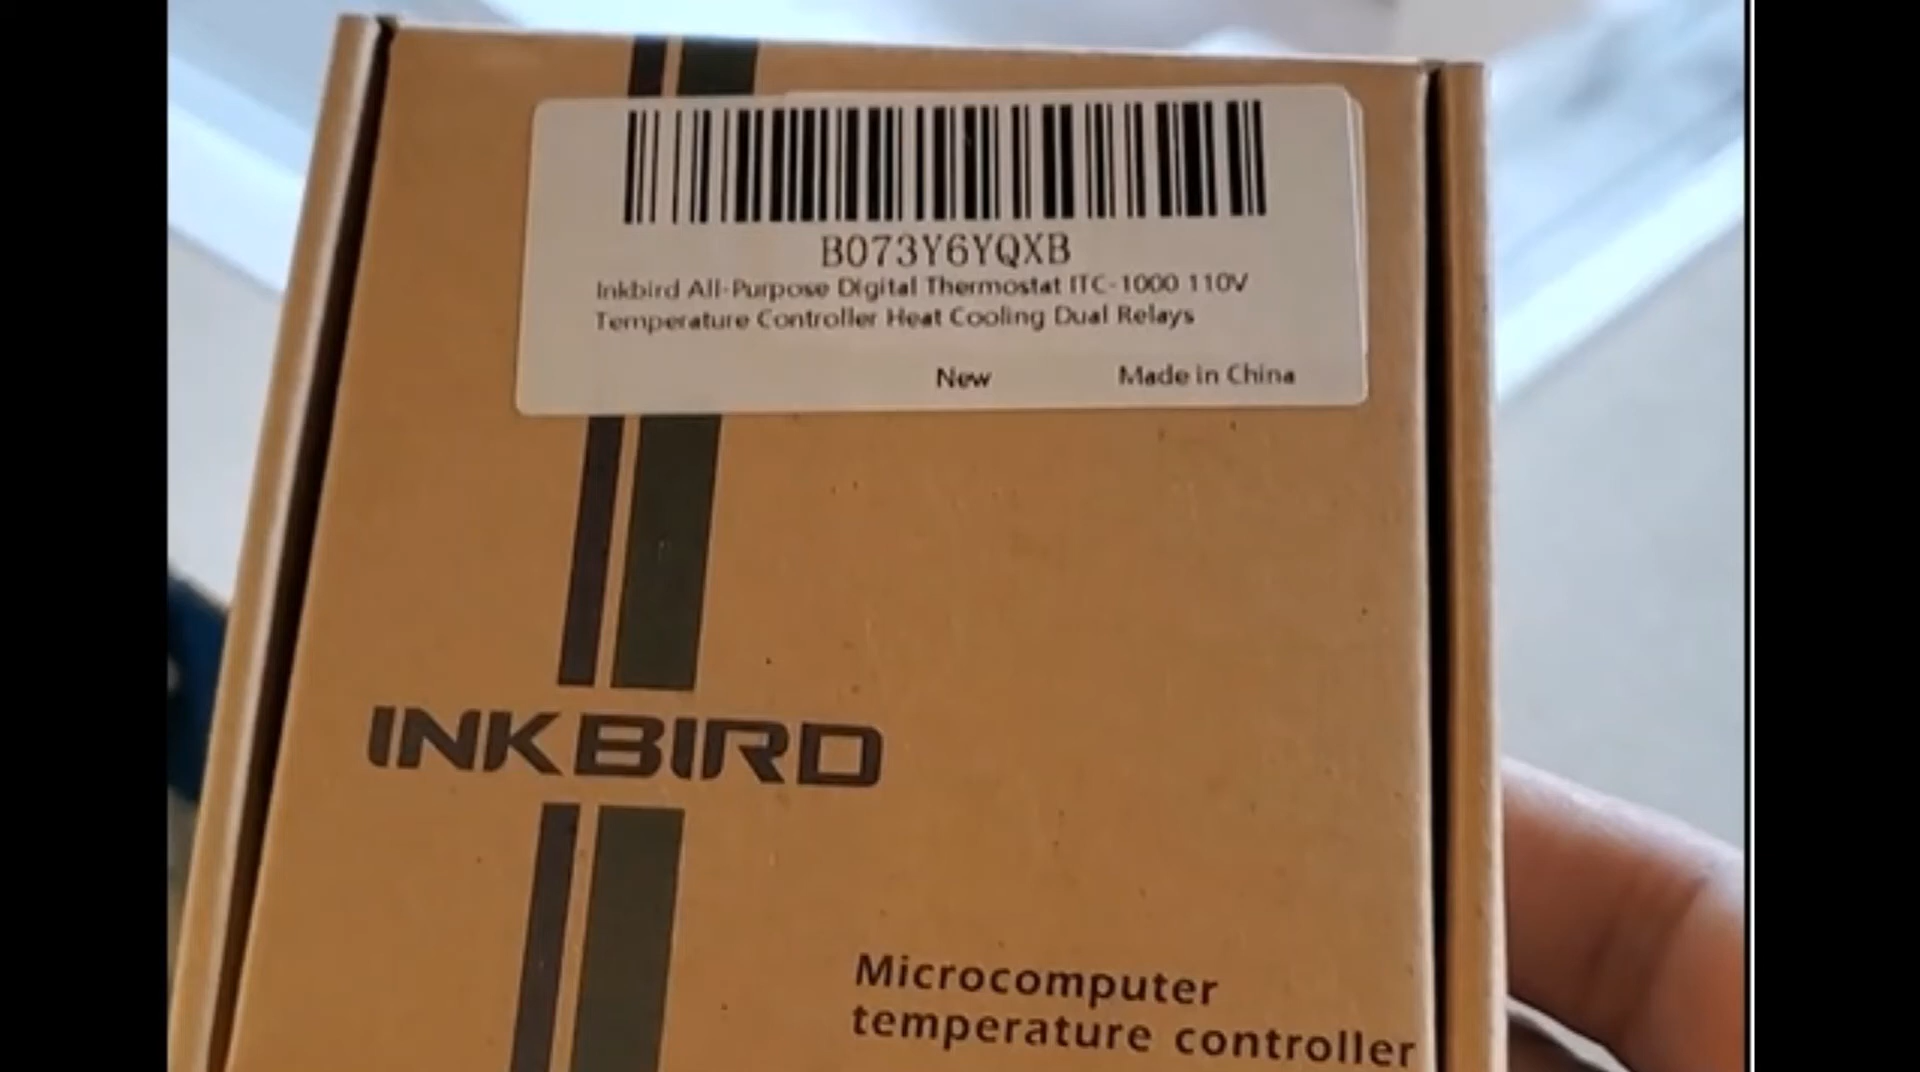 B073Y6YQXB
Inkbird All-Purpose Digital Thermostat ITC-1000 110V
Temperature Controller Heat Cooling Dual Relays
New Made in China
INKBIRD
Microcomputer
temperature controller